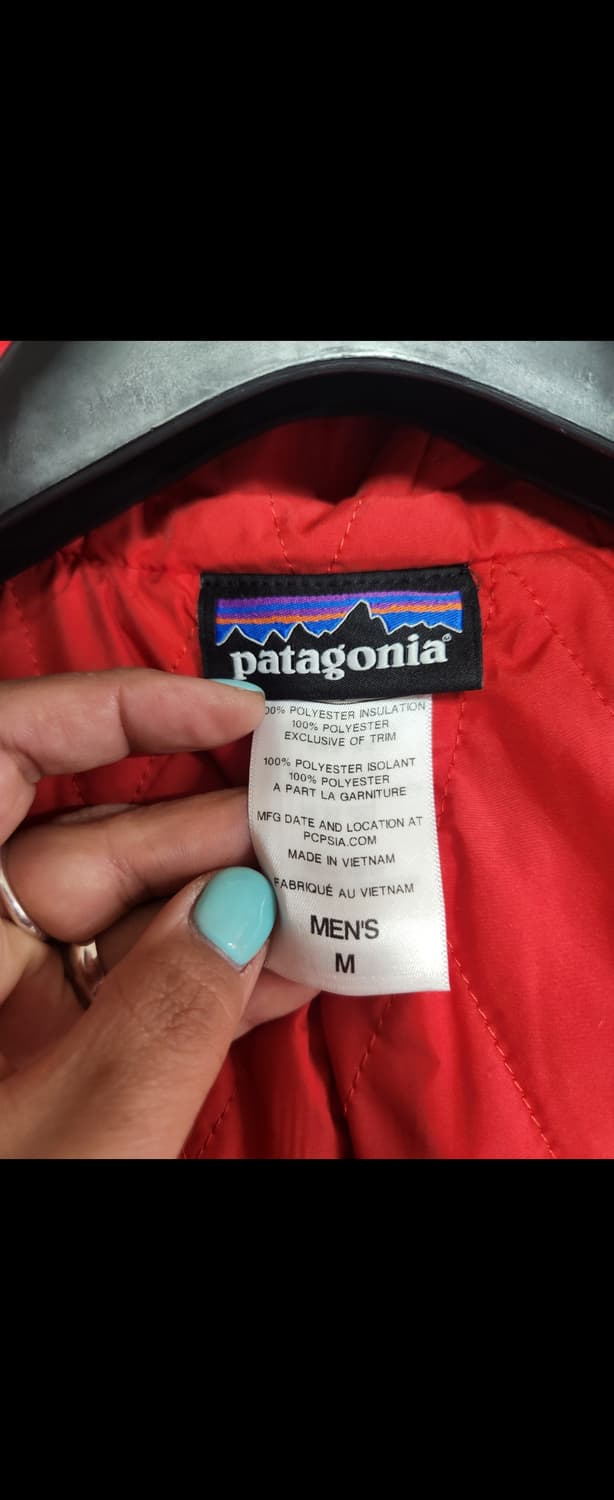 patagonia®
00% POLYESTER INSULATION
100% POLYESTER
EXCLUSIVE OF TRIM
100% POLYESTER ISOLANT
100% POLYESTER
A PART LA GARNITURE
MFG DATE AND LOCATION AT
PCPSIA.COM
MADE IN VIETNAM
FABRIQUÉ AU VIETNAM
MEN'S
M